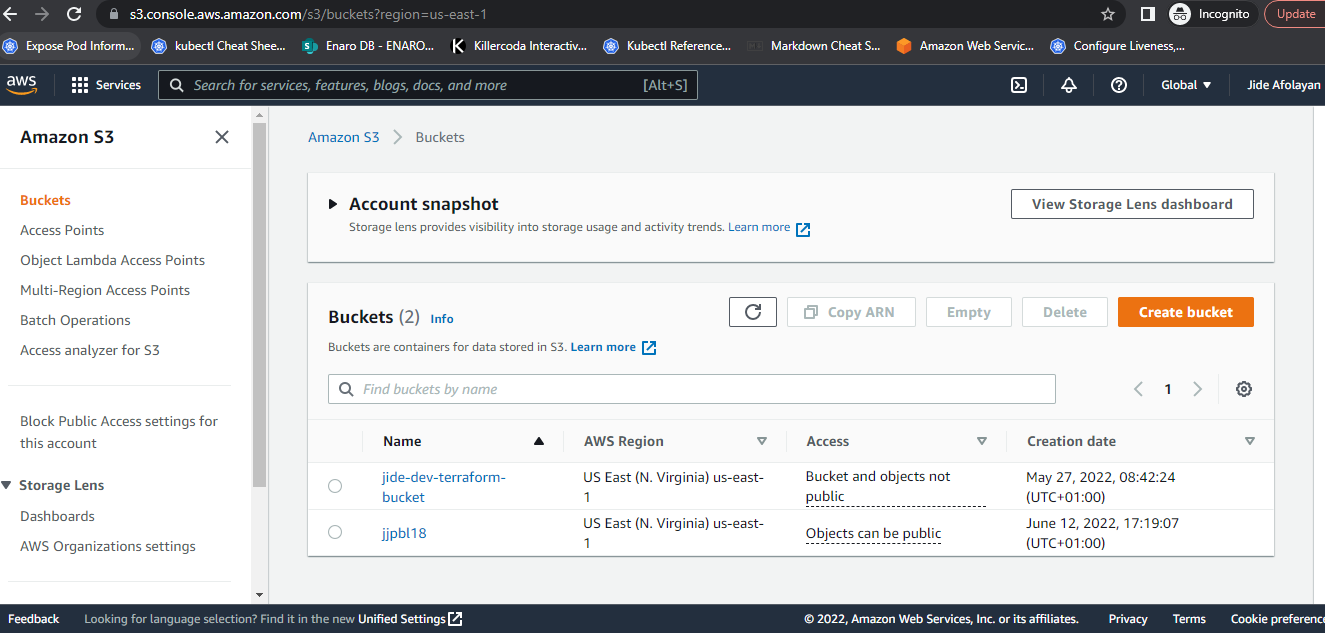 s3.console.aws.amazon.com/s3/buckets?region=us-east-1
Incognito
Update
Expose Pod Inform...
kubectl Cheat Shee...
Enaro DB - ENARO...
Killercoda Interactiv...
Kubectl Reference...
Markdown Cheat S...
Amazon Web Servic...
Configure Liveness,...
aws
Services
Search for services, features, blogs, docs, and more
[Alt+S]
Global
Jide Afolayan
Amazon S3
Buckets
Access Points
Object Lambda Access Points
Multi-Region Access Points
Batch Operations
Access analyzer for S3
Block Public Access settings for
this account
Storage Lens
Dashboards
AWS Organizations settings
Amazon S3 > Buckets
Account snapshot
Storage lens provides visibility into storage usage and activity trends. Learn more
View Storage Lens dashboard
Buckets (2) Info
Copy ARN
Empty
Delete
Create bucket
Buckets are containers for data stored in S3. Learn more
Find buckets by name
1
Name
AWS Region
Access
Creation date
jide-dev-terraform-
bucket
US East (N. Virginia) us-east-
1
Bucket and objects not
public
May 27, 2022, 08:42:24
(UTC+01:00)
jjpbl18
US East (N. Virginia) us-east-
1
Objects can be public
June 12, 2022, 17:19:07
(UTC+01:00)
Feedback
Looking for language selection? Find it in the new Unified Settings
© 2022, Amazon Web Services, Inc. or its affiliates.
Privacy
Terms
Cookie preference